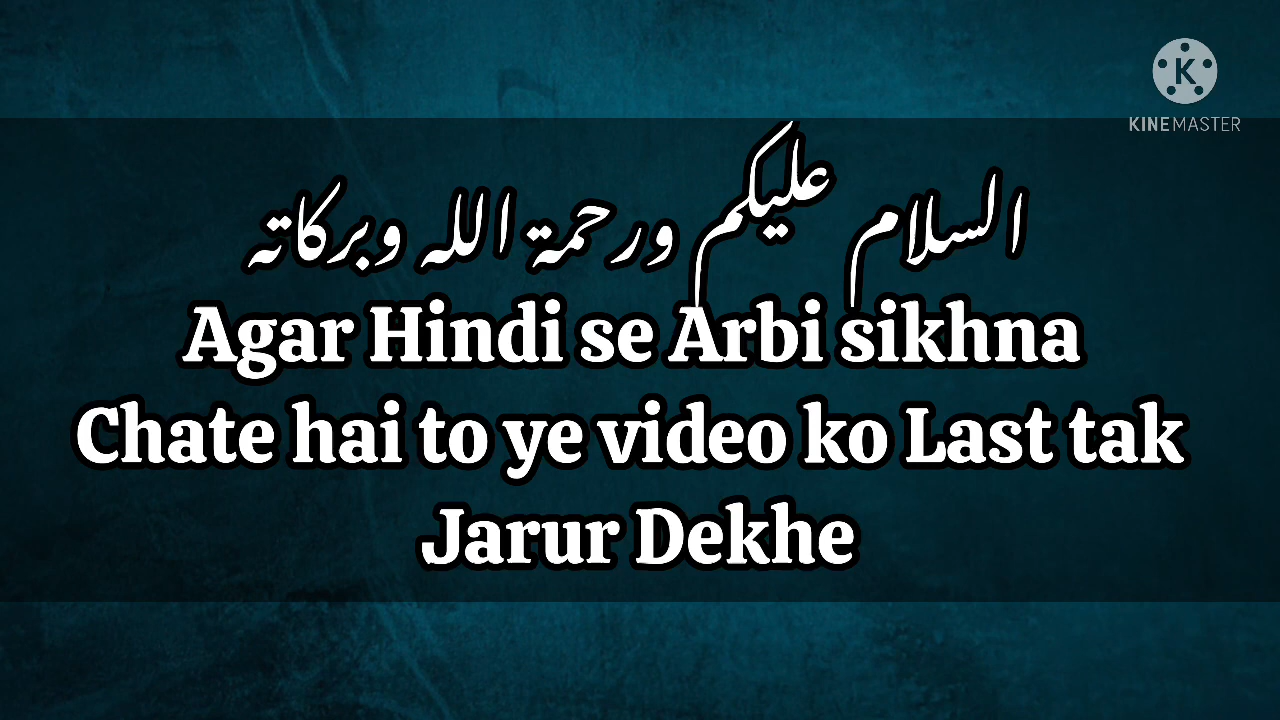 KINEMASTER
السلام علیکم ورحمۃ اللہ وبرکاتہ
Agar Hindi se Arbi sikhna
Chate hai to ye video ko Last tak
Jarur Dekhe